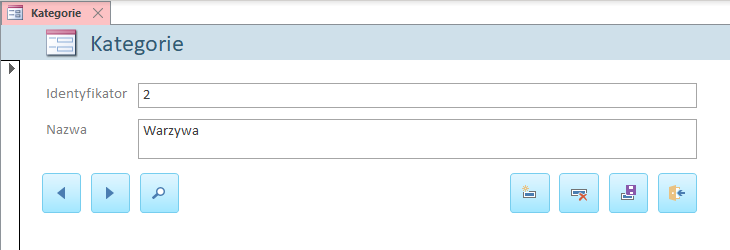 Kategorie
Kategorie
Identyfikator 2
Nazwa Warzywa